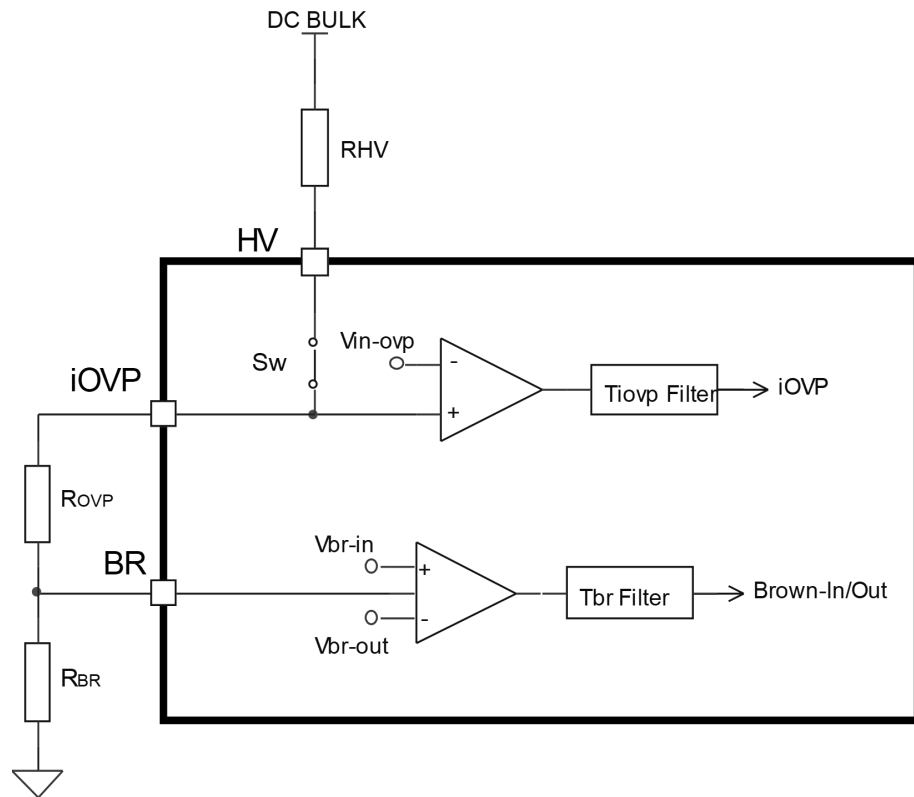 DC BULK
RHV
HV
Vin-ovp
-
Sw
iOVP
Tiovp Filter
iOVP
+
ROVP
Vbr-in
BR
+
Tbr Filter
Brown-In/Out
-
Vbr-out
RBR